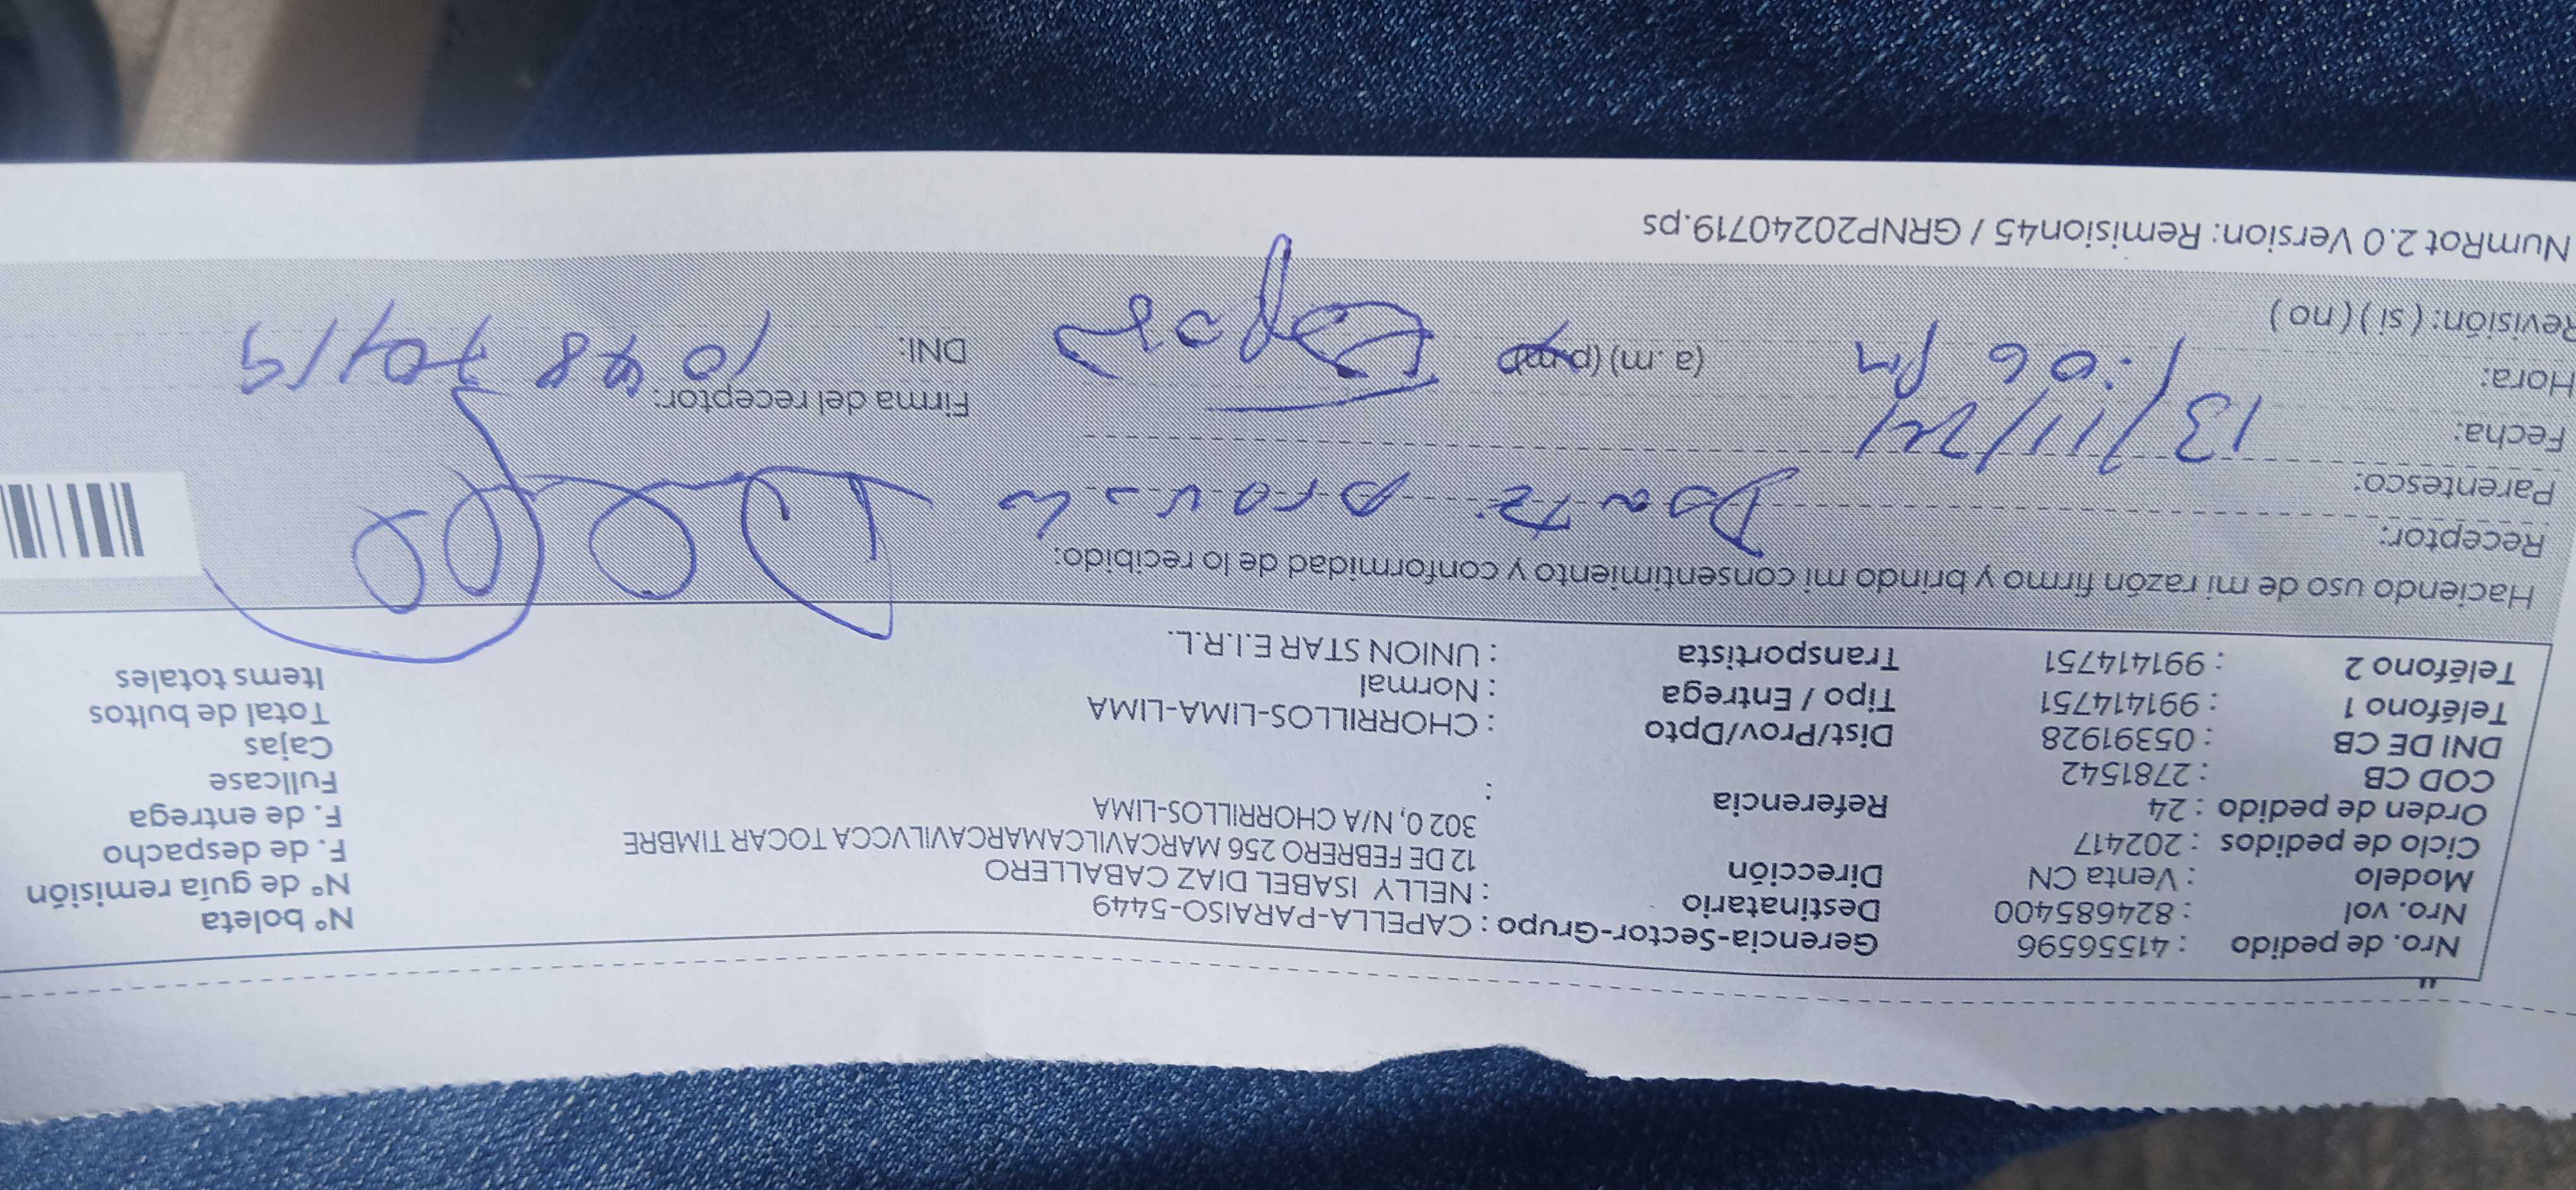 Nro. de pedido : 41556596 Gerencia-Sector-Grupo : CAPELLA-PARAISO-5449 N° boleta
Nro. vol : 824685400 Destinatario : NELLY ISABEL DIAZ CABALLERO N° de guía remisión
Modelo : Venta CN Dirección 12 DE FEBRERO 256 MARCAVILCAMARCAVILVCCA TOCAR TIMBRE F. de despacho
Ciclo de pedidos : 202417 302 0, N/A CHORRILLOS-LIMA F. de entrega
Orden de pedido : 24 Referencia : Fullcase
COD CB : 2781542 Cajas
DNI DE CB : 05391928 Dist/Prov/Dpto : CHORRILLOS-LIMA-LIMA Total de bultos
Teléfono 1 : 991414751 Tipo / Entrega : Normal Items totales
Teléfono 2 : 991414751 Transportista : UNION STAR E.I.R.L.
Haciendo uso de mi razón firmo y brindo mi consentimiento y conformidad de lo recibido:
Receptor:
Parentesco:
Fecha: 13/11/24 Firma del receptor:
Hora: 1:06 pm (a. m) (p.m) DNI:
Revisión: ( si ) ( no )
NumRot 2.0 Version: Remision45 / GRNP20240719.ps